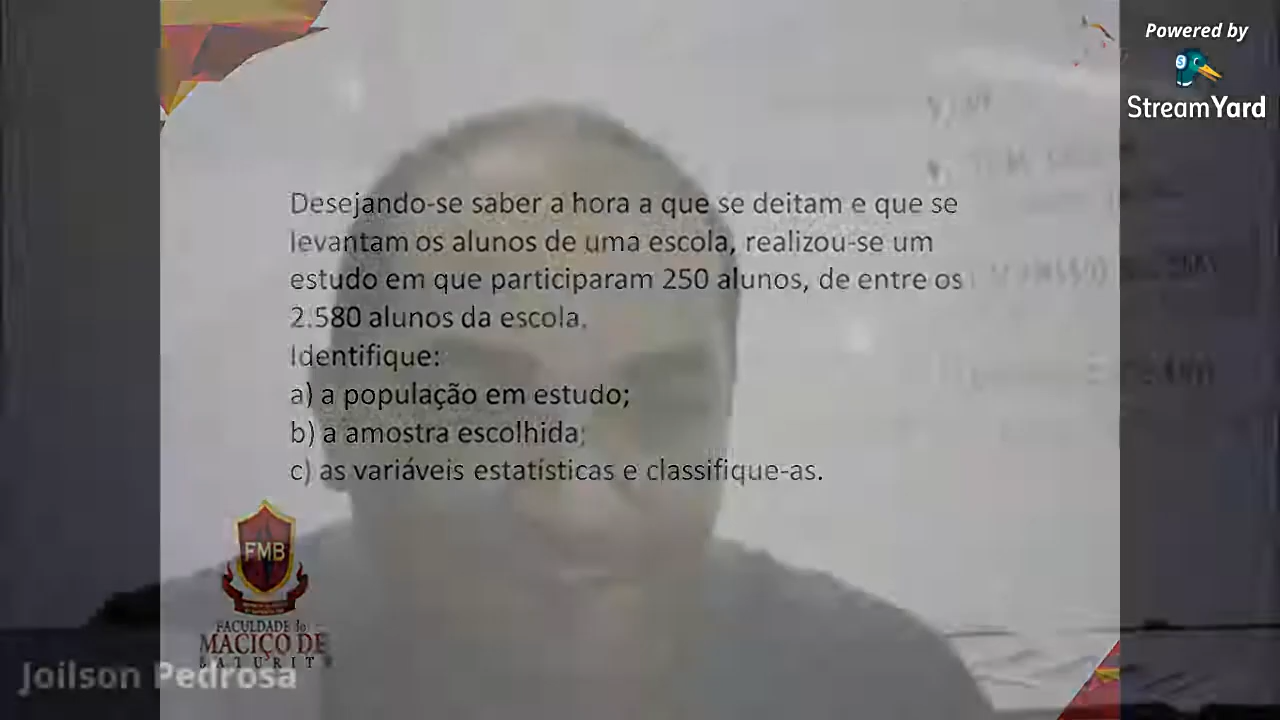 Powered by
StreamYard
Desejando-se saber a hora a que se deitam e que se
levantam os alunos de uma escola, realizou-se um
estudo em que participaram 250 alunos, de entre os
2.580 alunos da escola.
Identifique:
a) a população em estudo;
b) a amostra escolhida;
c) as variáveis estatísticas e classifique-as.
FMB
FACULDADE do
MACIÇO DE
BATURITÉ
Joilson Pedrosa